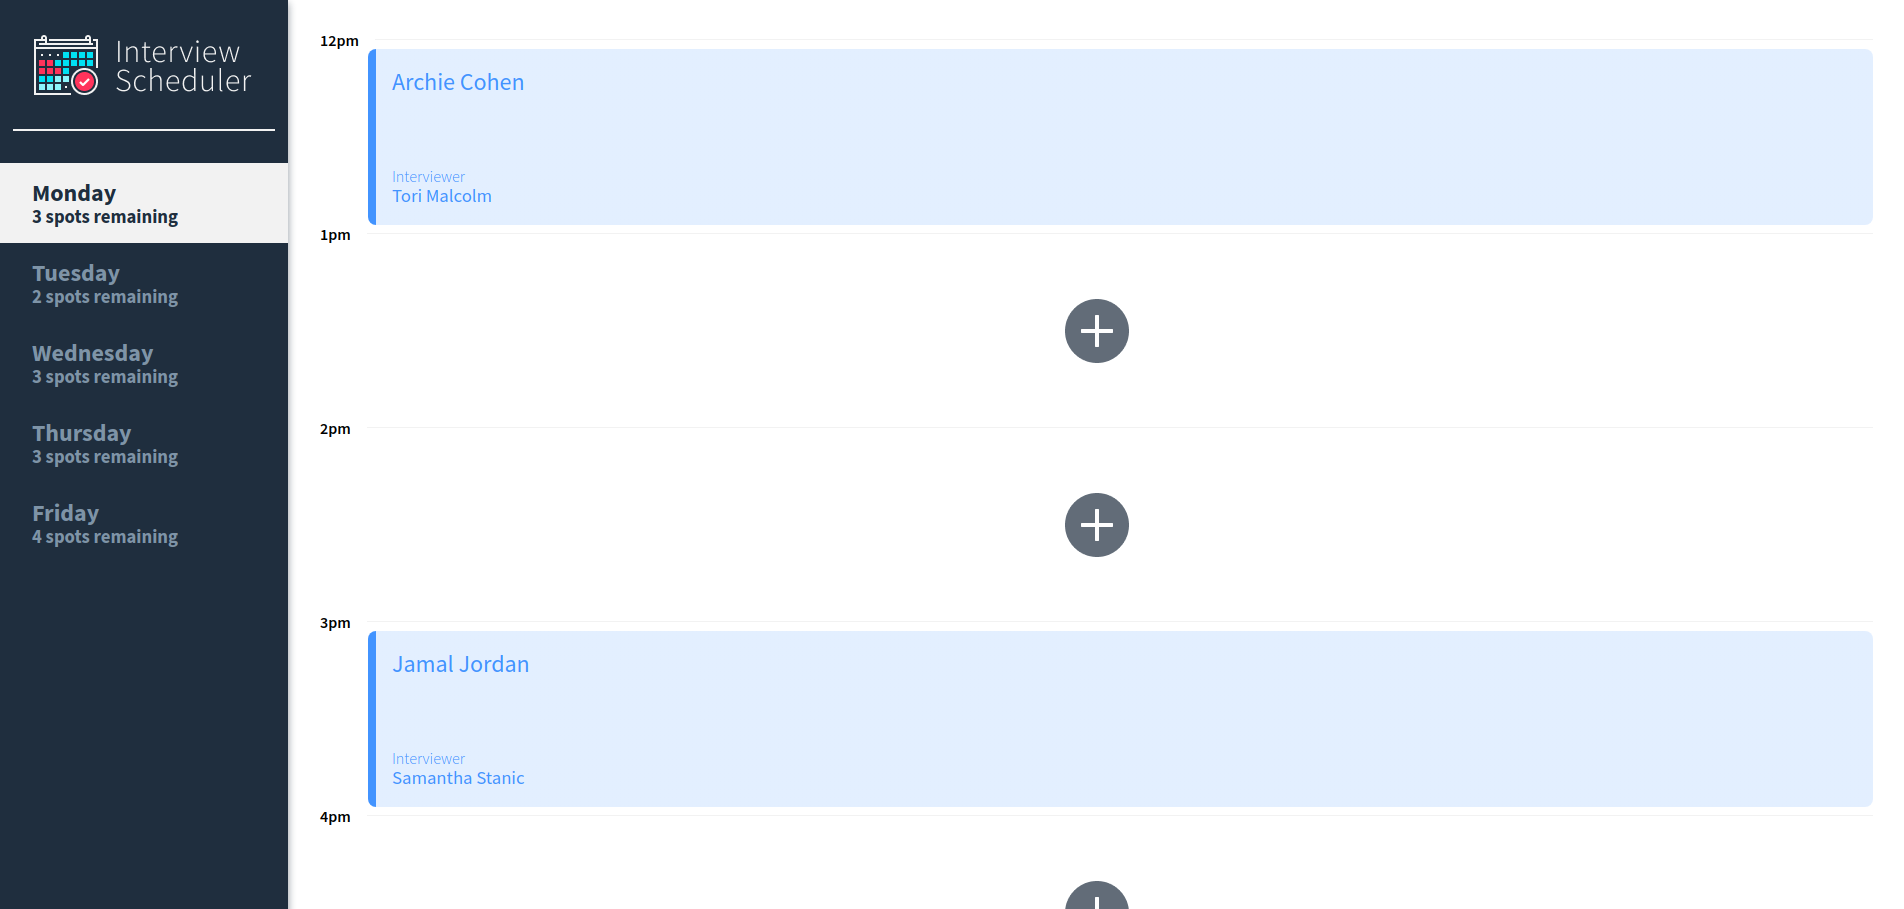 Interview
Scheduler
Monday
3 spots remaining
Tuesday
2 spots remaining
Wednesday
3 spots remaining
Thursday
3 spots remaining
Friday
4 spots remaining
12pm
Archie Cohen
Interviewer
Tori Malcolm
1pm
2pm
3pm
Jamal Jordan
Interviewer
Samantha Stanic
4pm